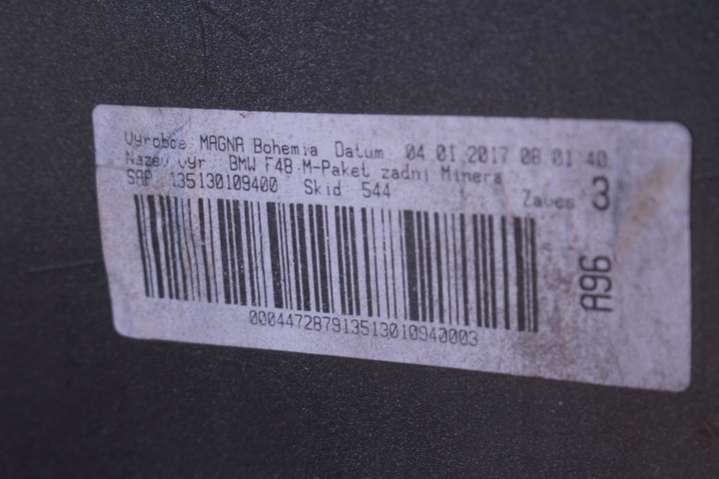 Vyrobce MAGNA Bohemia Datum 04 01 2017 08 01 40
Nazev vyr BMW F48 M-Paket zadni Minera
SAP 135130109400 Skid 544 Zaves 3
A96
000447287913513010940003